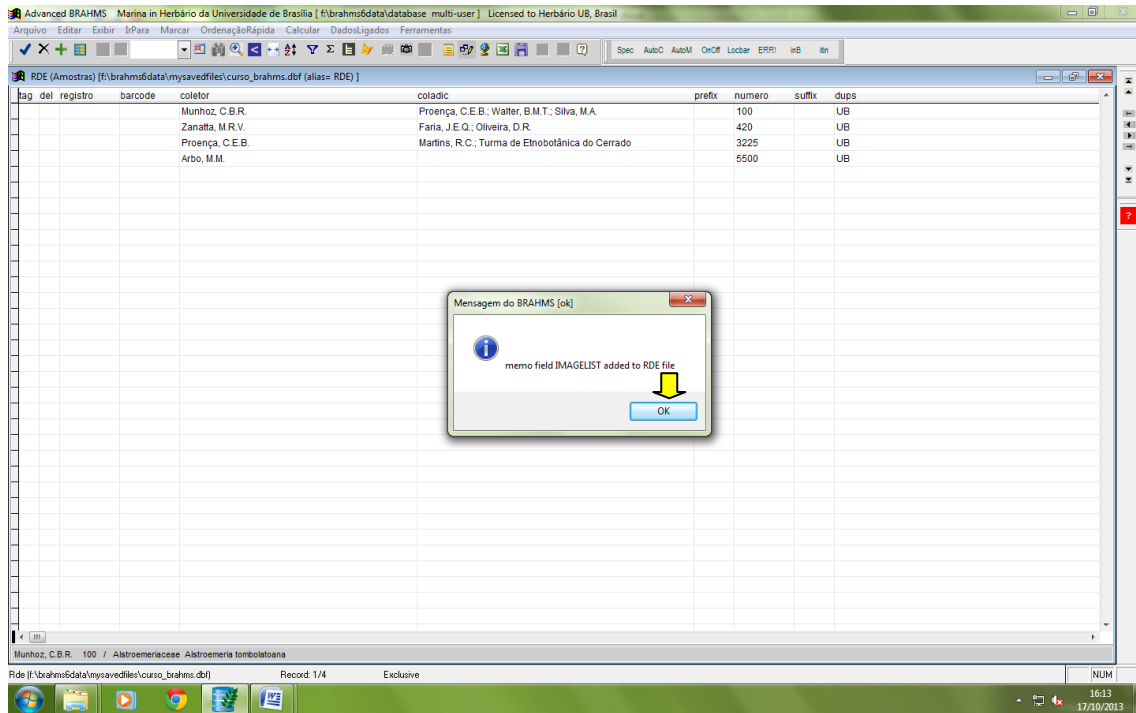 Advanced BRAHMS Marina in Herbário da Universidade de Brasília [ f:\brahms6data\database multi-user ] Licensed to Herbário UB, Brasil
Arquivo Editar Exibir IrPara Marcar OrdenaçãoRápida Calcular DadosLigados Ferramentas
Spec AutoC AutoM OnOff Locbar ERR! inB itin
RDE (Amostras) [f:\brahms6data\mysavedfiles\curso_brahms.dbf (alias= RDE) ]
tag del registro barcode coletor coladic prefix numero suffix dups
Munhoz, C.B.R. Proença, C.E.B.; Walter, B.M.T.; Silva, M.A. 100 UB
Zanatta, M.R.V. Faria, J.E.Q.; Oliveira, D.R. 420 UB
Proença, C.E.B. Martins, R.C.; Turma de Etnobotânica do Cerrado 3225 UB
Arbo, M.M. 5500 UB
Mensagem do BRAHMS [ok]
memo field IMAGELIST added to RDE file
OK
Munhoz, C.B.R. 100 / Alstroemeriaceae Alstroemeria tombolatoana
Rde (f:\brahms6data\mysavedfiles\curso_brahms.dbf) Record: 1/4 Exclusive NUM
16:13
17/10/2013